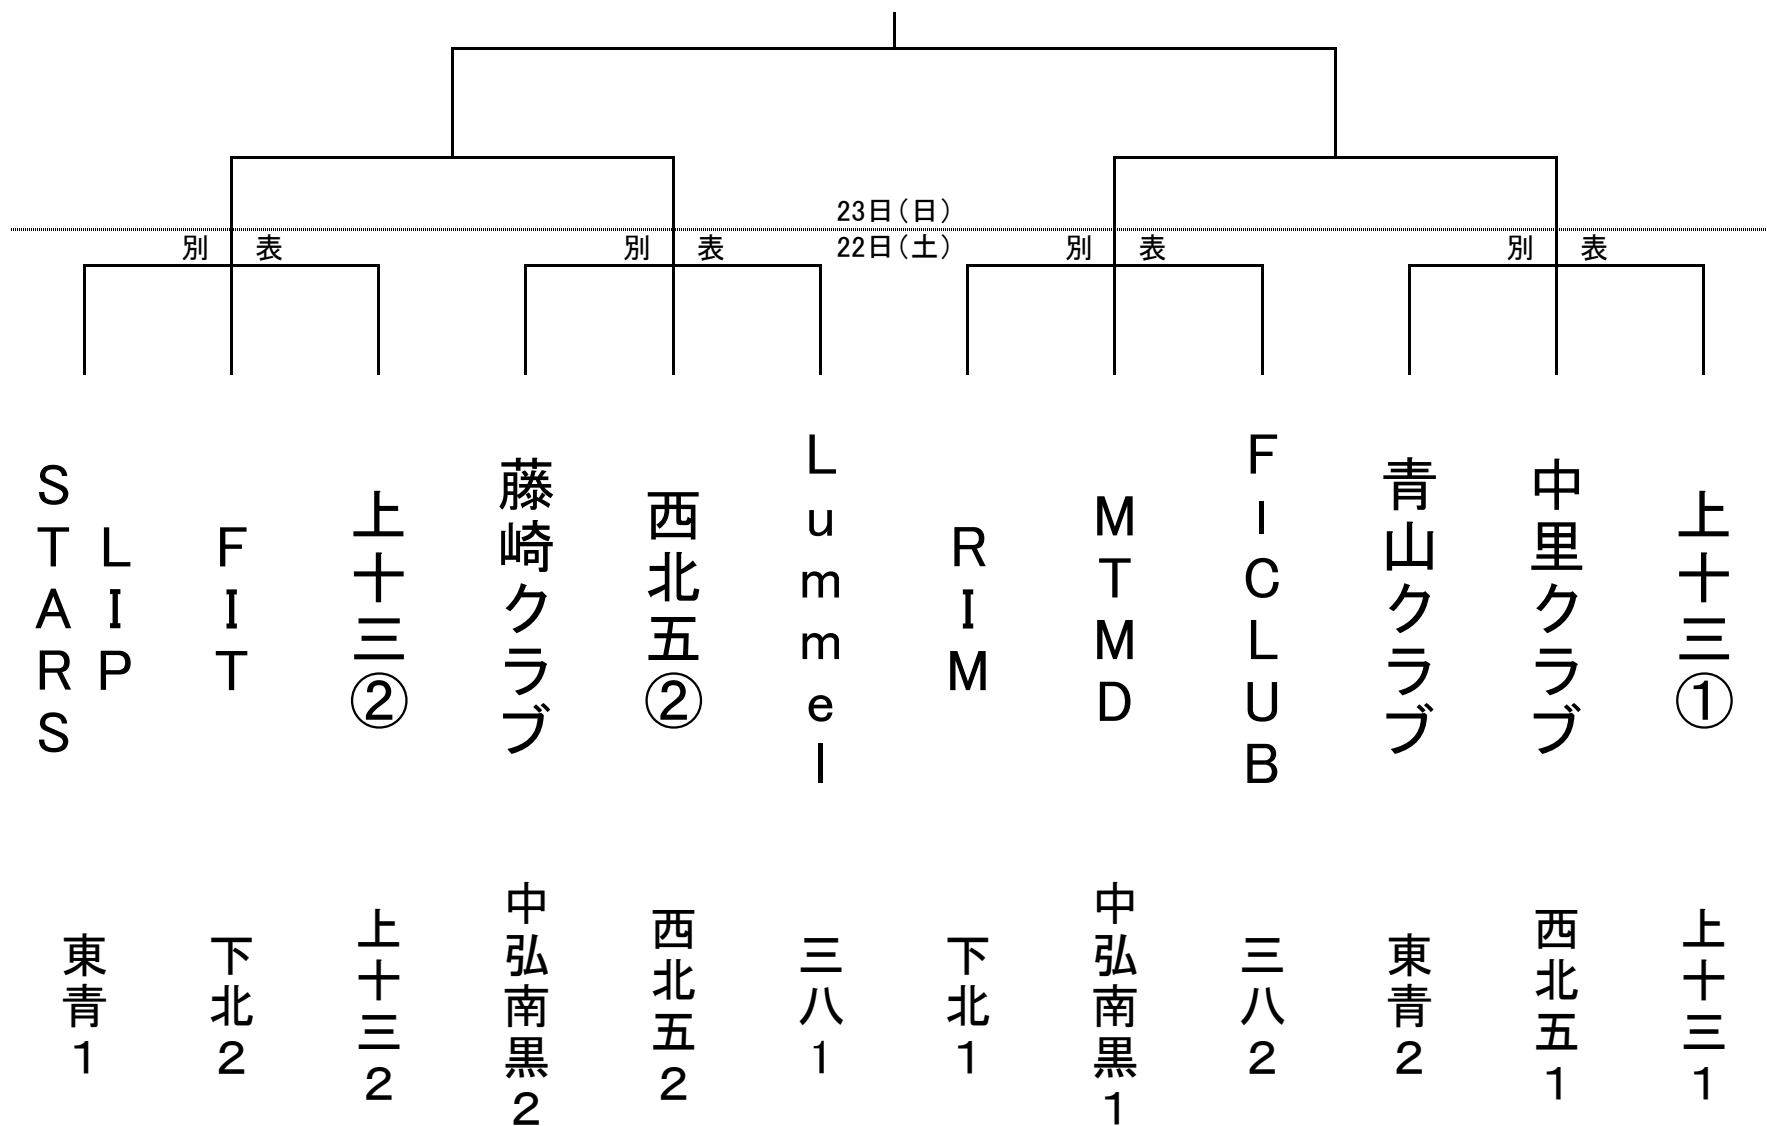 23日(日)
22日(土)
別 表
別 表
別 表
別 表
LIP
STARS
FIT
上十三②
藤崎クラブ
西北五②
Lummel
RIM
MTMD
FICLUB
青山クラブ
中里クラブ
上十三①
東青1
下北2
上十三2
中弘南黒2
西北五2
三八1
下北1
中弘南黒1
三八2
東青2
西北五1
上十三1